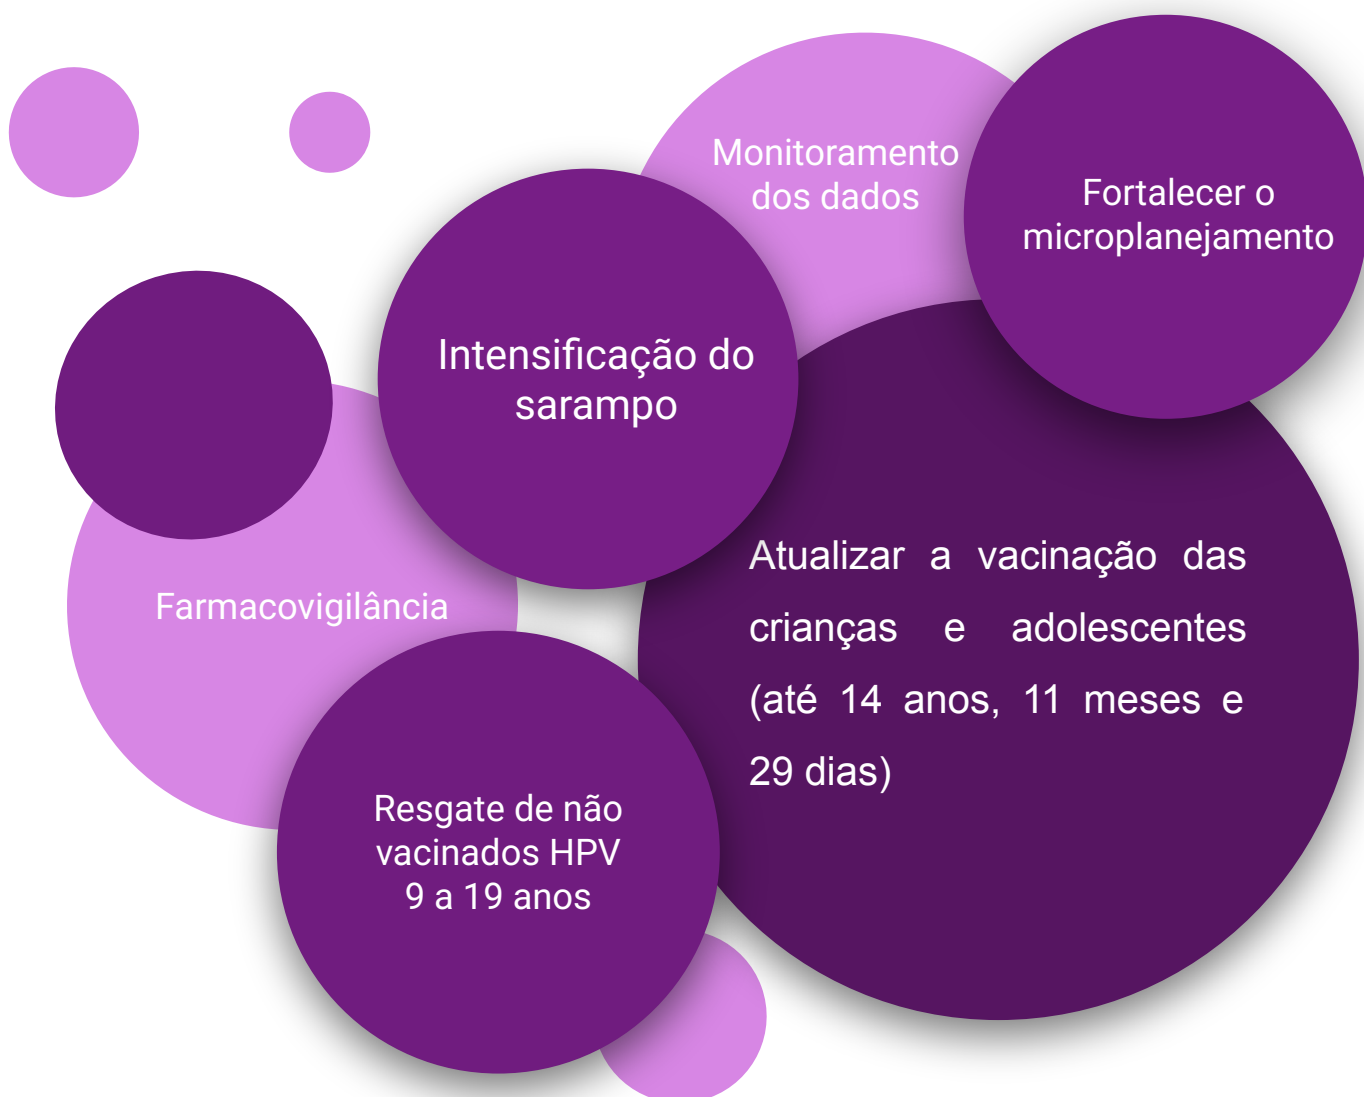 Monitoramento
dos dados
Fortalecer o
microplanejamento
Intensificação do
sarampo
Atualizar a vacinação das
crianças e adolescentes
(até 14 anos, 11 meses e
29 dias)
Farmacovigilância
Resgate de não
vacinados HPV
9 a 19 anos